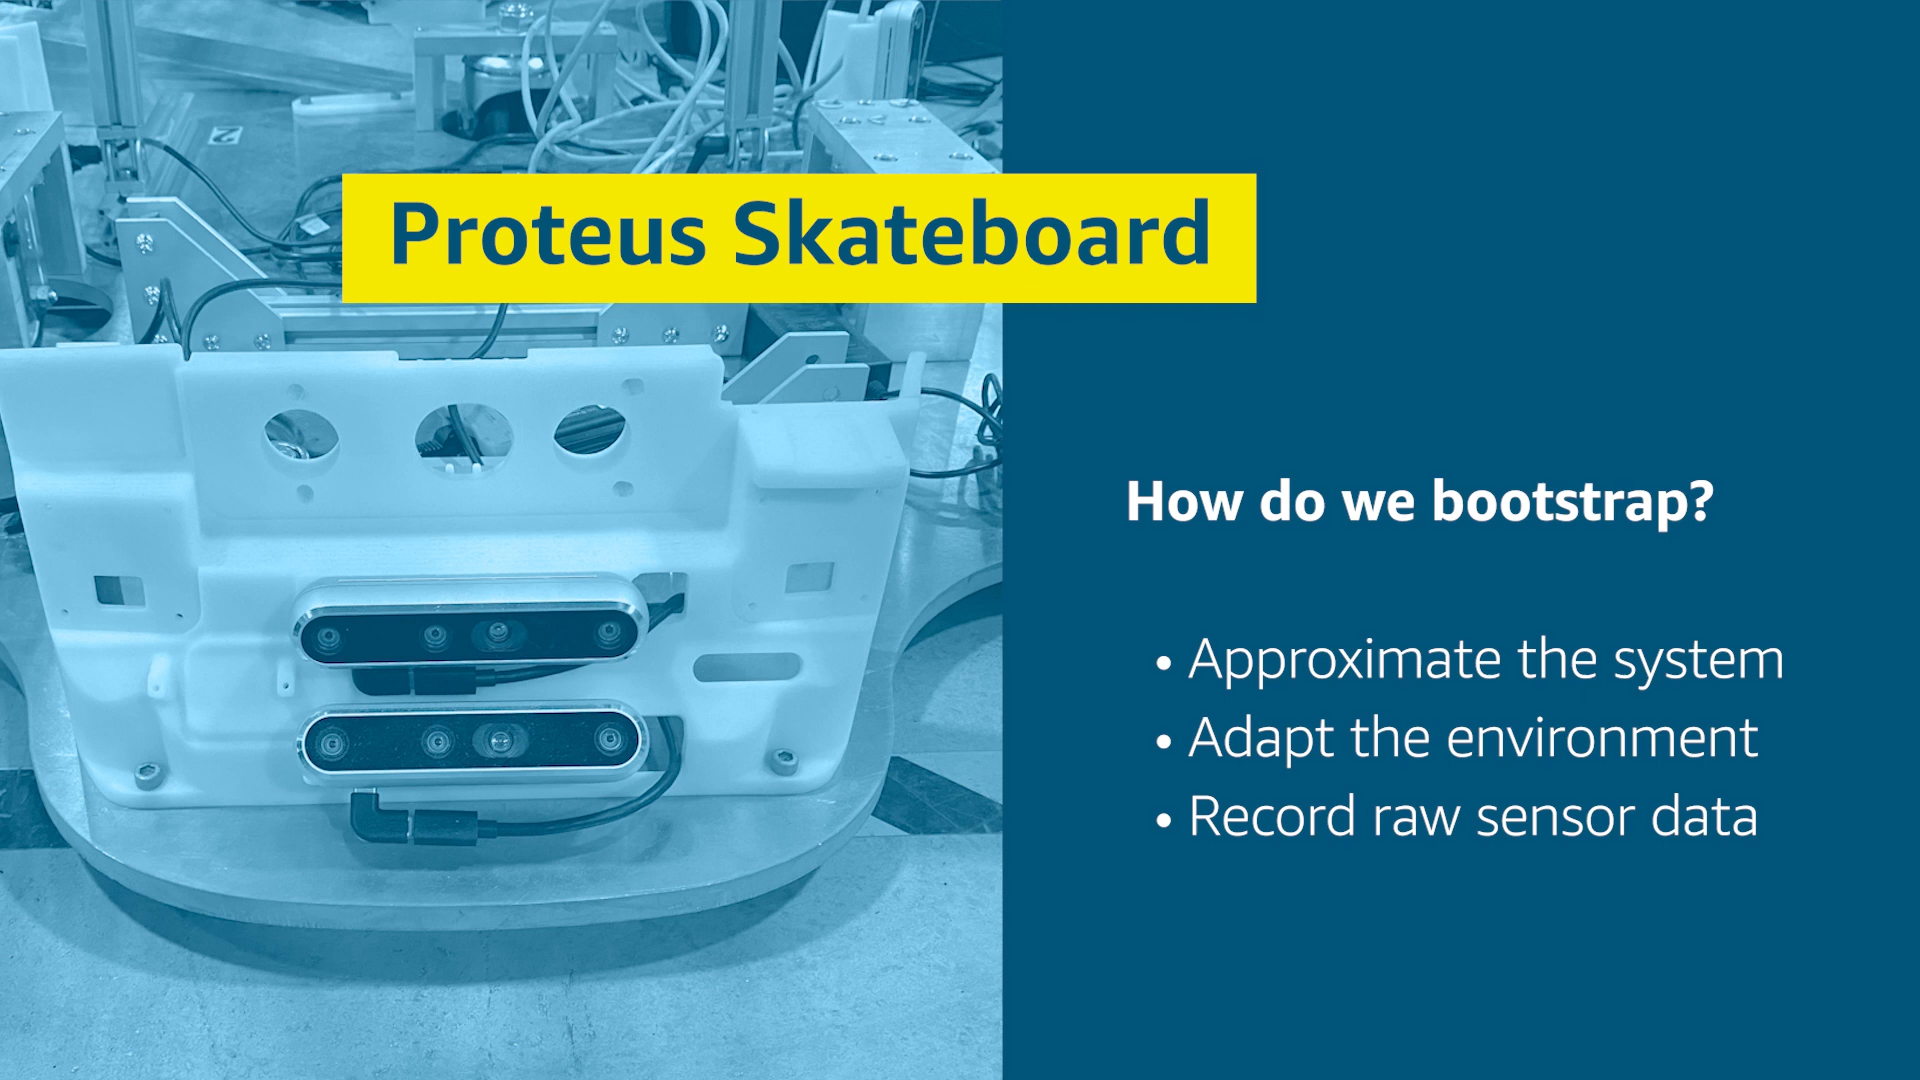 Proteus Skateboard
How do we bootstrap?
• Approximate the system
• Adapt the environment
• Record raw sensor data